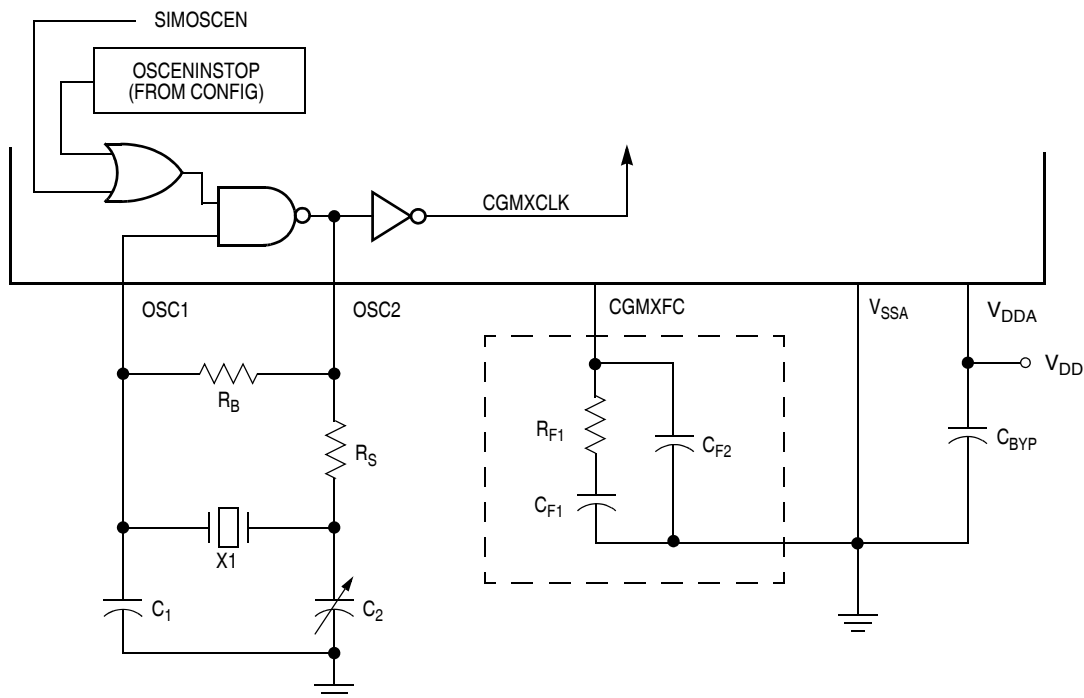 SIMOSCEN
OSCENINSTOP
(FROM CONFIG)
CGMXCLK
OSC1
OSC2
CGMXFC
VSSA
VDDA
VDD
RB
RS
RF1
CF2
CBYP
CF1
X1
C1
C2